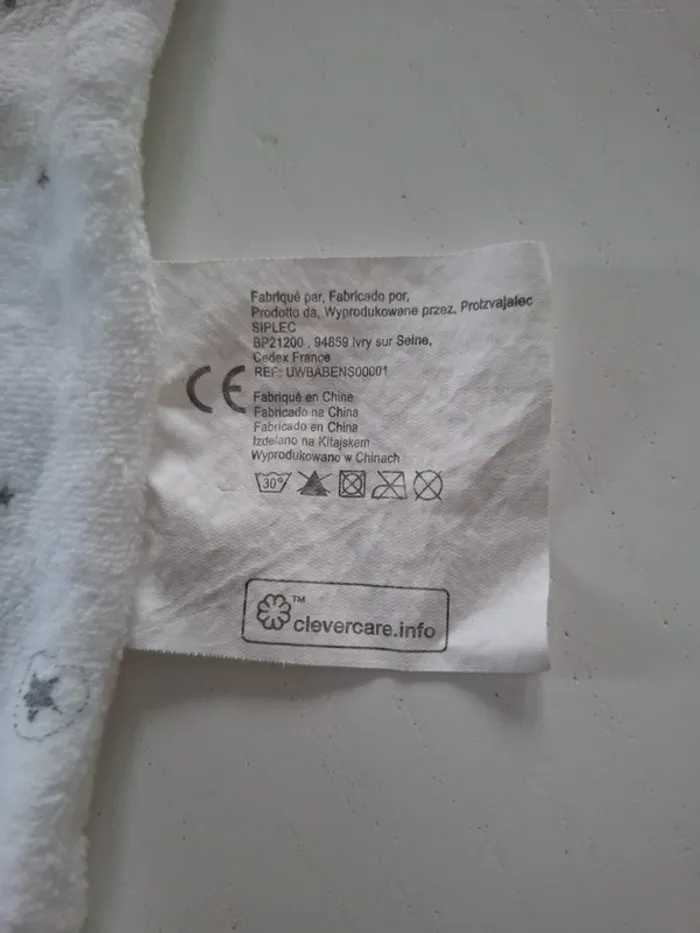 Fabriqué par, Fabricado por,
Prodotto da, Wyprodukowane przez. Proizvajalec
SIPLEC
BP21200 , 94859 Ivry sur Seine,
Cedex France
REF: UWBABENS00001
CE
Fabriqué en Chine
Fabricado na China
Fabricado en China
Izdelano na Kitajskem
Wyprodukowano w Chinach
30°
TM
clevercare.info